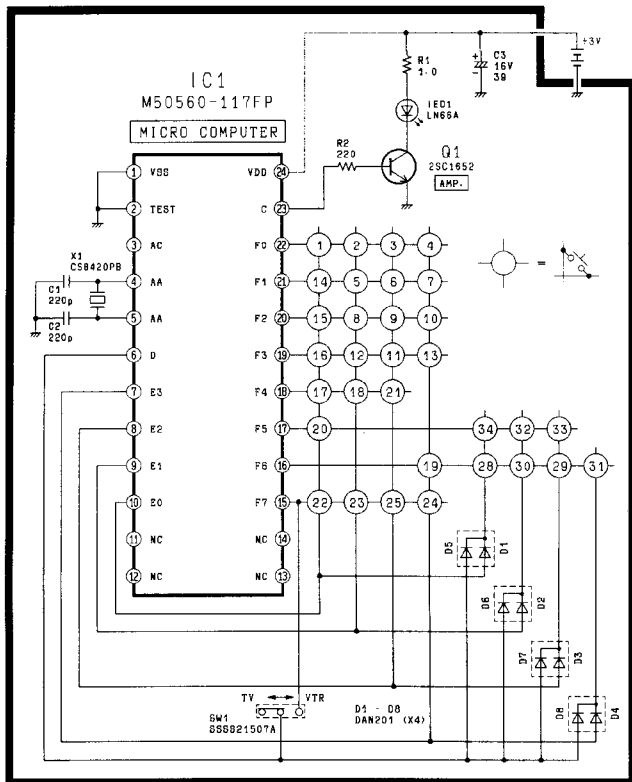 +3V
R1
1.0
C3
16V
39
+
-
IC1
M50560-117FP
MICRO COMPUTER
LED1
LN66A
R2
220
Q1
2SC1652
AMP.
1 VSS VDD 24
2 TEST C 23
3 AC F0 22 1 2 3 4
X1
CS8420PB
4 AA F1 21 14 5 6 7
=
C1
220p
5 AA F2 20 15 8 9 10
C2
220p
6 D F3 19 16 12 11 13
7 E3 F4 18 17 18 21
8 E2 F5 17 20 34 32 33
9 E1 F6 16 19 28 30 29 31
10 E0 F7 15 22 23 25 24
11 NC NC 14
12 NC NC 13
D5 D1
D6 D2
D7 D3
D8 D4
TV VTR
SW1
SSSS21507A
D1 - D8
DAN201 (X4)